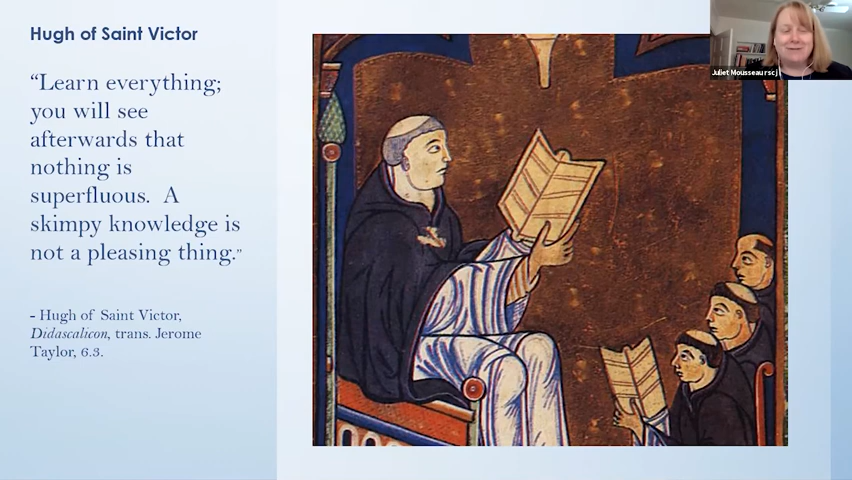 Hugh of Saint Victor
“Learn everything;
you will see
afterwards that
nothing is
superfluous. A
skimpy knowledge is
not a pleasing thing.”
- Hugh of Saint Victor,
Didascalicon, trans. Jerome
Taylor, 6.3.
Juliet Mousseau rscj